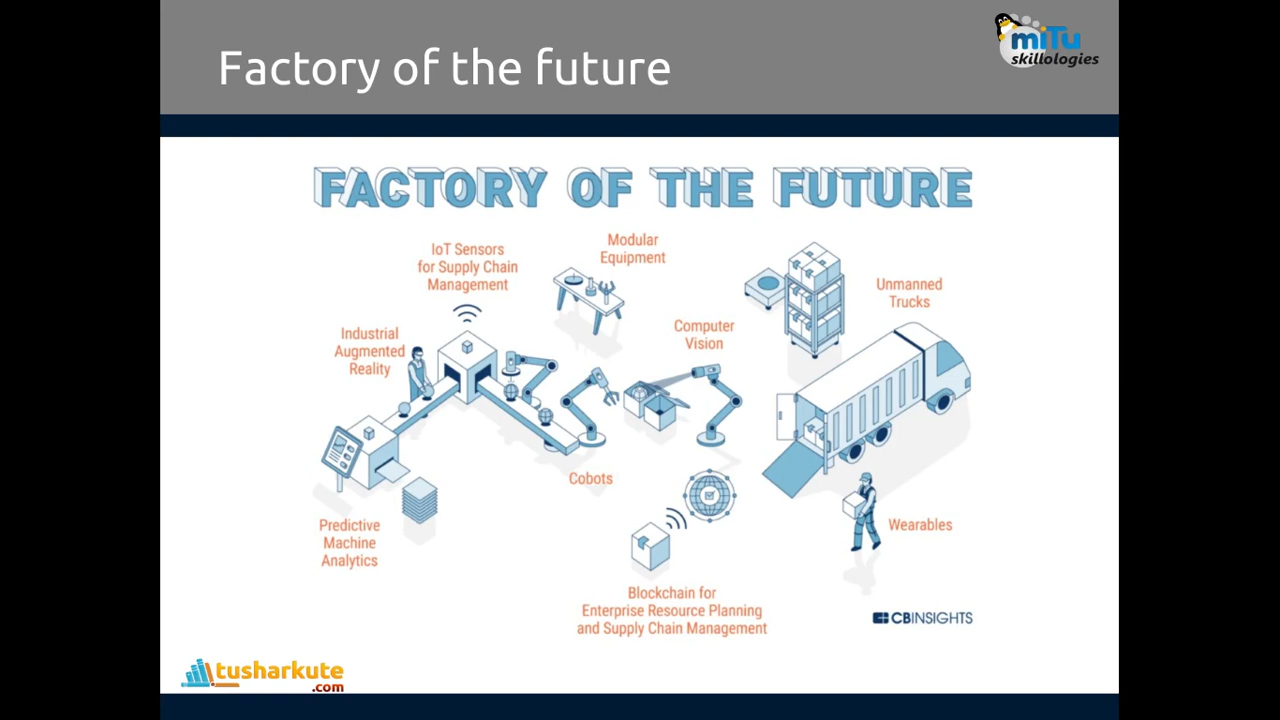 Factory of the future
miTu
skillologies
FACTORY OF THE FUTURE
IoT Sensors
for Supply Chain
Management
Modular
Equipment
Unmanned
Trucks
Industrial
Augmented
Reality
Computer
Vision
Cobots
Predictive
Machine
Analytics
Wearables
Blockchain for
Enterprise Resource Planning
and Supply Chain Management
CBINSIGHTS
tusharkute
.com